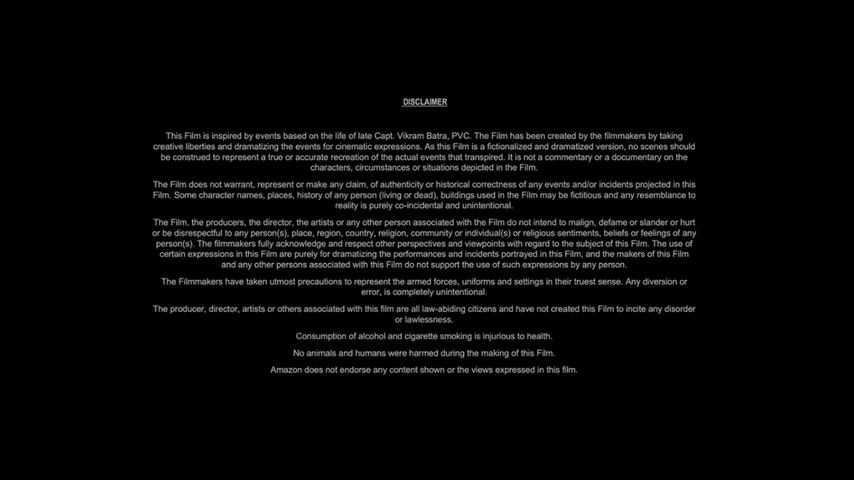 DISCLAIMER
This Film is inspired by events based on the life of late Capt. Vikram Batra, PVC. The Film has been created by the filmmakers by taking
creative liberties and dramatizing the events for cinematic expressions. As this Film is a fictionalized and dramatized version, no scenes should
be construed to represent a true or accurate recreation of the actual events that transpired. It is not a commentary or a documentary on the
characters, circumstances or situations depicted in the Film.
The Film does not warrant, represent or make any claim, of authenticity or historical correctness of any events and/or incidents projected in this
Film. Some character names, places, history of any person (living or dead), buildings used in the Film may be fictitious and any resemblance to
reality is purely co-incidental and unintentional.
The Film, the producers, the director, the artists or any other person associated with the Film do not intend to malign, defame or slander or hurt
or be disrespectful to any person(s), place, region, country, religion, community or individual(s) or religious sentiments, beliefs or feelings of any
person(s). The filmmakers fully acknowledge and respect other perspectives and viewpoints with regard to the subject of this Film. The use of
certain expressions in this Film are purely for dramatizing the performances and incidents portrayed in this Film, and the makers of this Film
and any other persons associated with this Film do not support the use of such expressions by any person.
The Filmmakers have taken utmost precautions to represent the armed forces, uniforms and settings in their truest sense. Any diversion or
error, is completely unintentional.
The producer, director, artists or others associated with this film are all law-abiding citizens and have not created this Film to incite any disorder
or lawlessness.
Consumption of alcohol and cigarette smoking is injurious to health.
No animals and humans were harmed during the making of this Film.
Amazon does not endorse any content shown or the views expressed in this film.